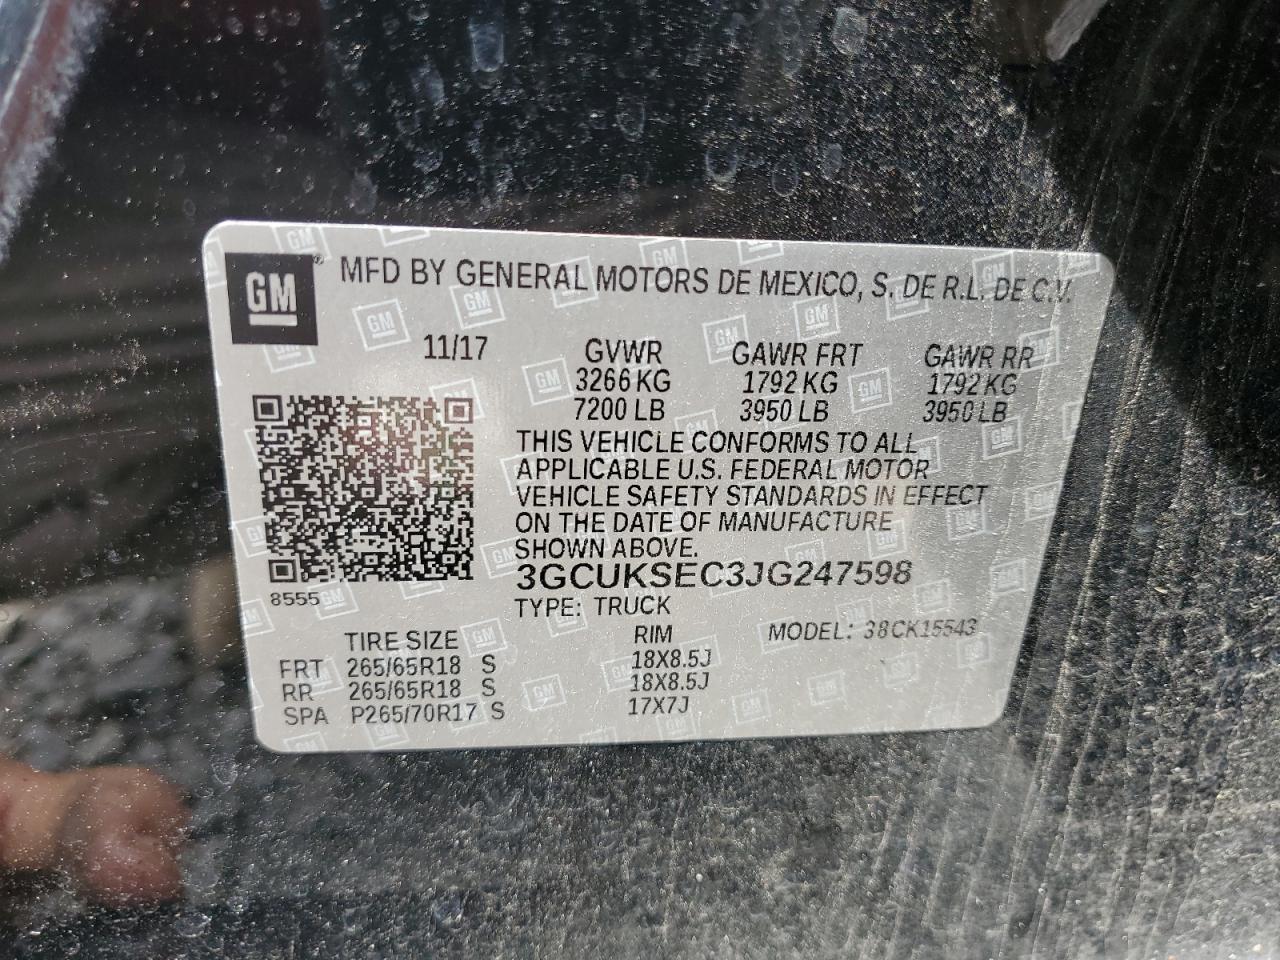 GM® MFD BY GENERAL MOTORS DE MEXICO, S. DE R.L. DE C.V.
11/17 GVWR GAWR FRT GAWR RR
3266 KG 1792 KG 1792 KG
7200 LB 3950 LB 3950 LB
THIS VEHICLE CONFORMS TO ALL
APPLICABLE U.S. FEDERAL MOTOR
VEHICLE SAFETY STANDARDS IN EFFECT
ON THE DATE OF MANUFACTURE
SHOWN ABOVE.
3GCUKSEC3JG247598
8555
TYPE: TRUCK
TIRE SIZE RIM MODEL: 38CK15543
FRT 265/65R18 S 18X8.5J
RR 265/65R18 S 18X8.5J
SPA P265/70R17 S 17X7J